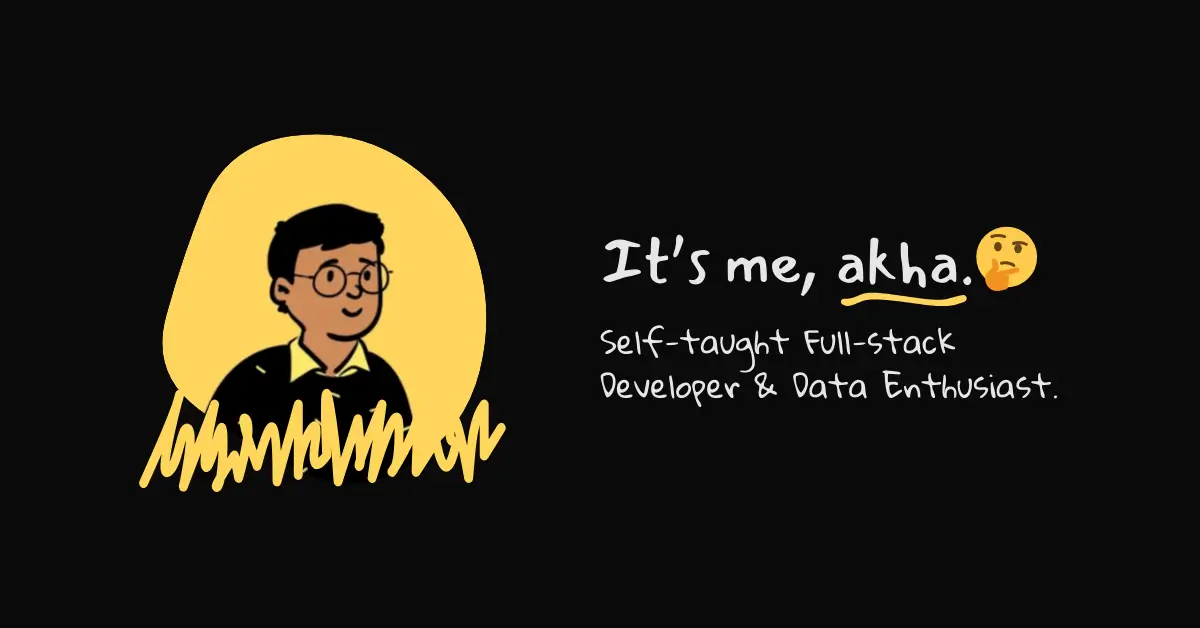 It's me, akha.🤔
Self-taught Full-stack
Developer & Data Enthusiast.